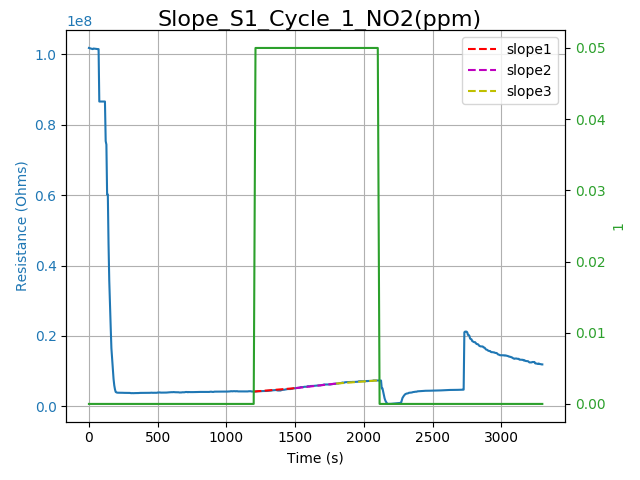 Slope_S1_Cycle_1_NO2(ppm)
1e8
1.0
0.8
0.6
0.4
0.2
0.0
Resistance (Ohms)
0 500 1000 1500 2000 2500 3000
Time (s)
0.05
0.04
0.03
0.02
0.01
0.00
1
slope1
slope2
slope3